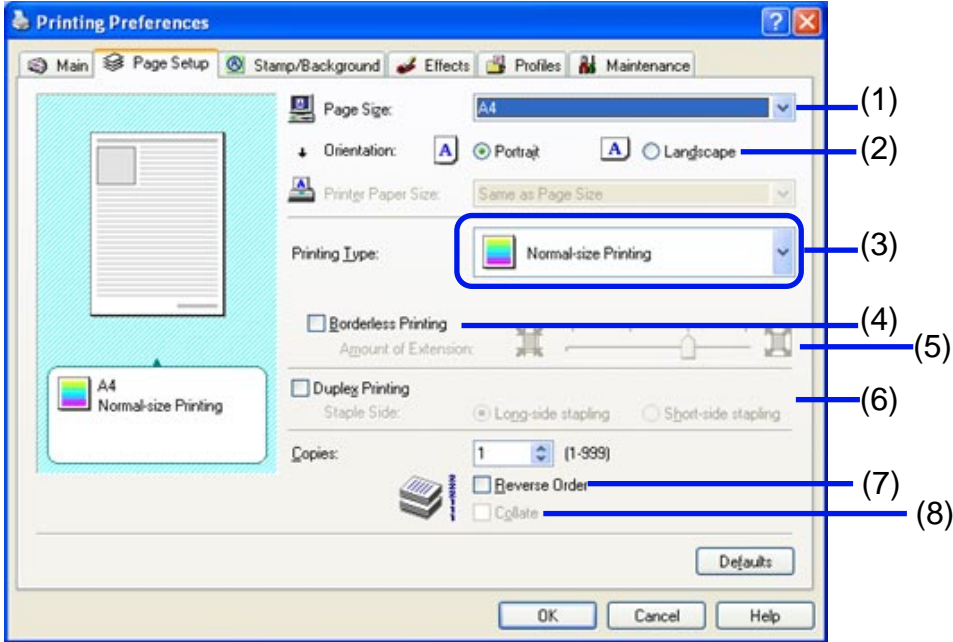 Printing Preferences
Main Page Setup Stamp/Background Effects Profiles Maintenance
Page Size: A4 (1)
Orientation: A Portrait A Landscape (2)
Printer Paper Size: Same as Page Size
Printing Type: Normal-size Printing (3)
Borderless Printing (4)
Amount of Extension: (5)
A4
Normal-size Printing
Duplex Printing
Staple Side: Long-side stapling Short-side stapling (6)
Copies: 1 (1-999)
Reverse Order (7)
Collate (8)
Defaults
OK Cancel Help